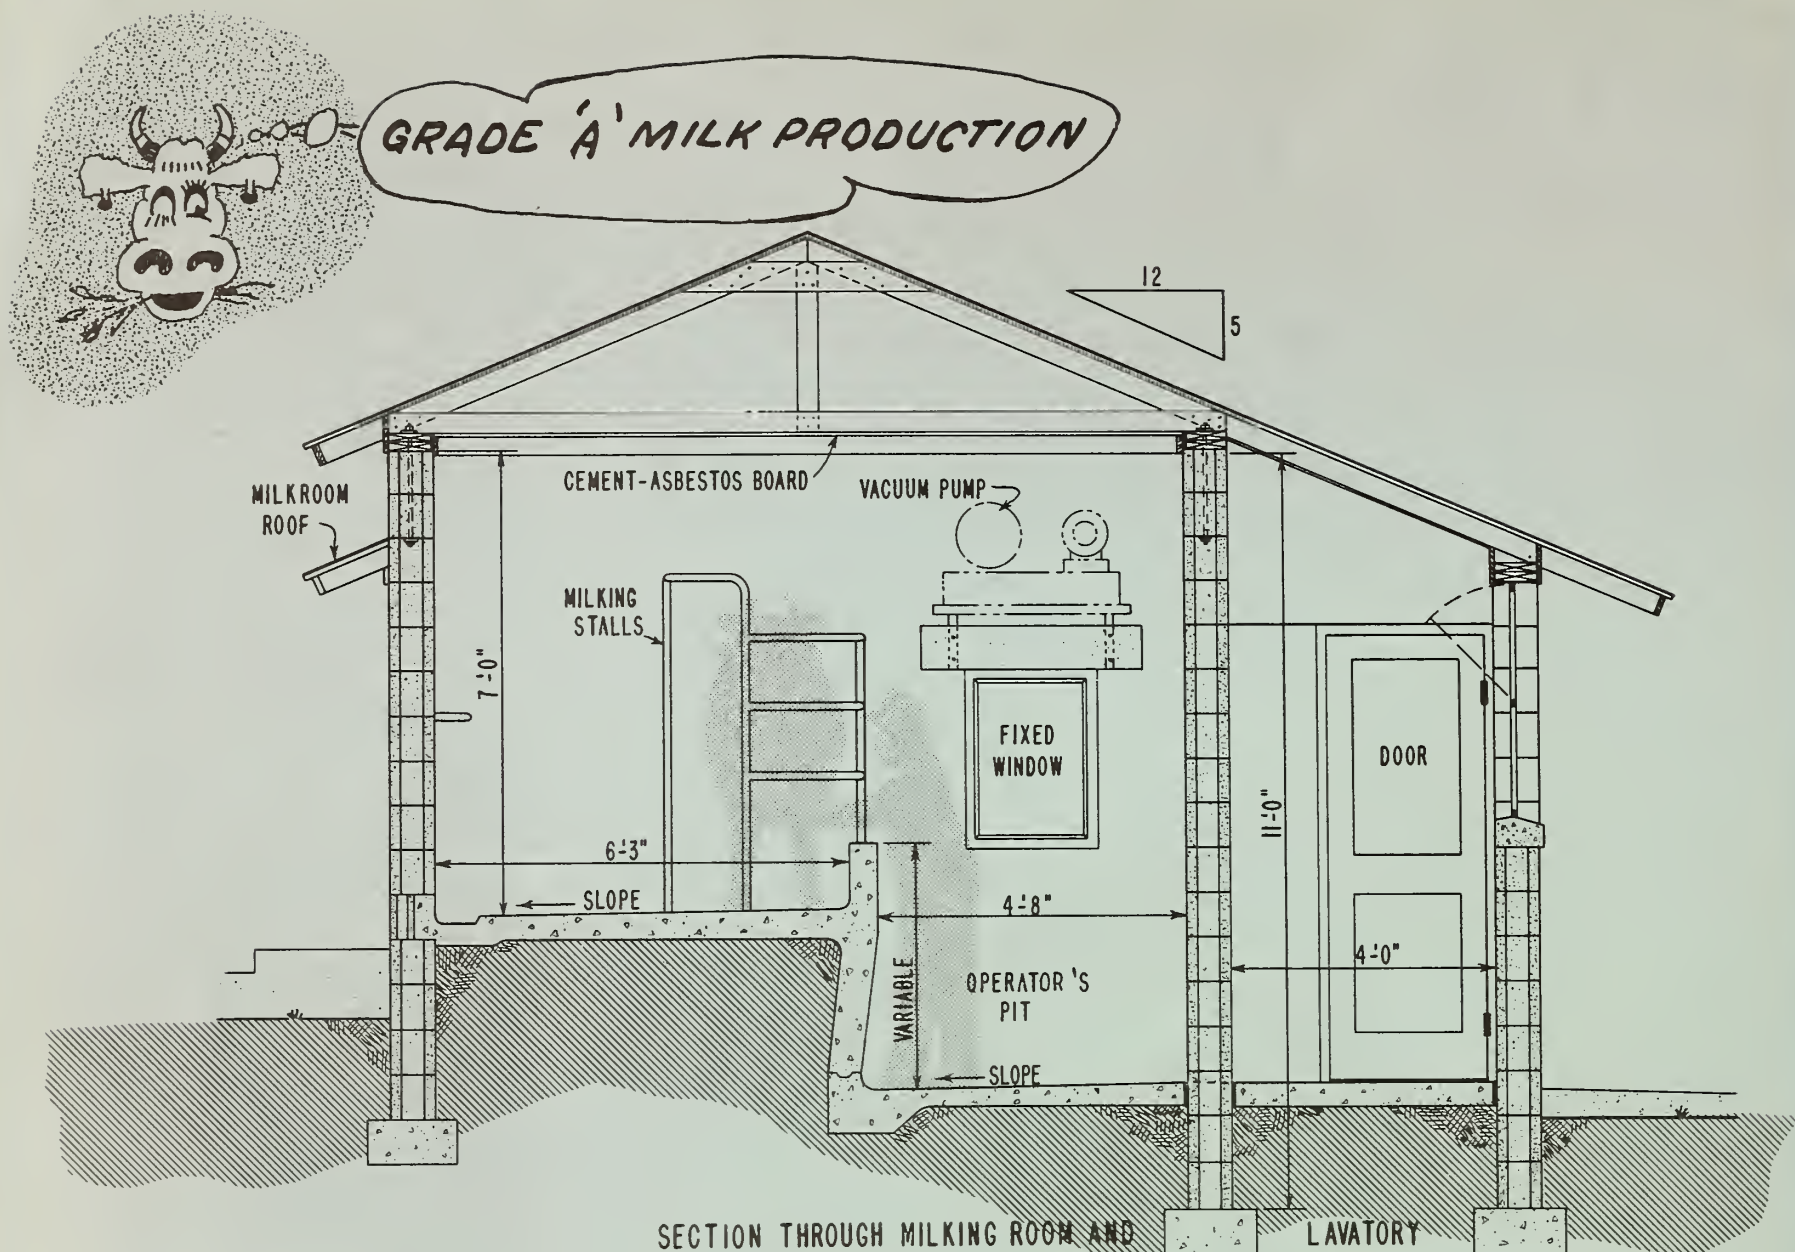 GRADE 'A' MILK PRODUCTION
12
5
CEMENT-ASBESTOS BOARD
VACUUM PUMP
MILKROOM
ROOF
MILKING
STALLS
7'-0"
FIXED
WINDOW
DOOR
11'-0"
6'-3"
SLOPE
4'-8"
4'-0"
VARIABLE
OPERATOR'S
PIT
SLOPE
SECTION THROUGH MILKING ROOM AND LAVATORY